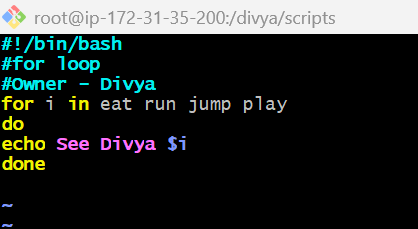 root@ip-172-31-35-200:/divya/scripts
#!/bin/bash
#for loop
#Owner - Divya
for i in eat run jump play
do
echo See Divya $i
done
~
~